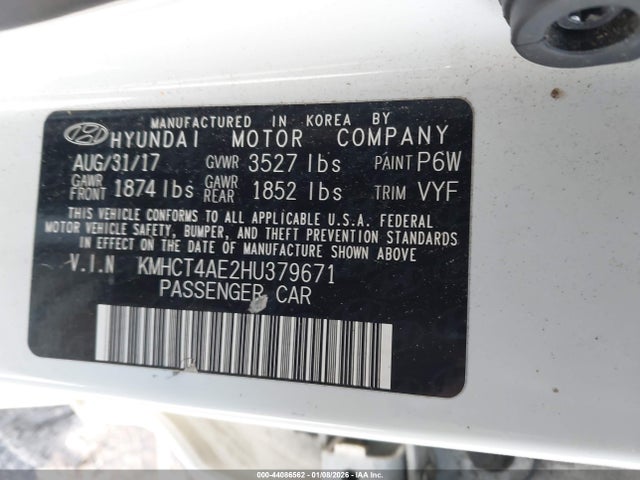 MANUFACTURED IN KOREA BY
HYUNDAI MOTOR COMPANY
AUG/31/17 GVWR 3527 lbs PAINT P6W
GAWR FRONT 1874 lbs GAWR REAR 1852 lbs TRIM VYF
THIS VEHICLE CONFORMS TO ALL APPLICABLE U.S.A. FEDERAL
MOTOR VEHICLE SAFETY, BUMPER, AND THEFT PREVENTION STANDARDS
IN EFFECT ON THE DATE OF MANUFACTURE SHOWN ABOVE
V.I.N KMHCT4AE2HU379671
PASSENGER CAR
000-44086562 - 01/08/2026 - IAA Inc.